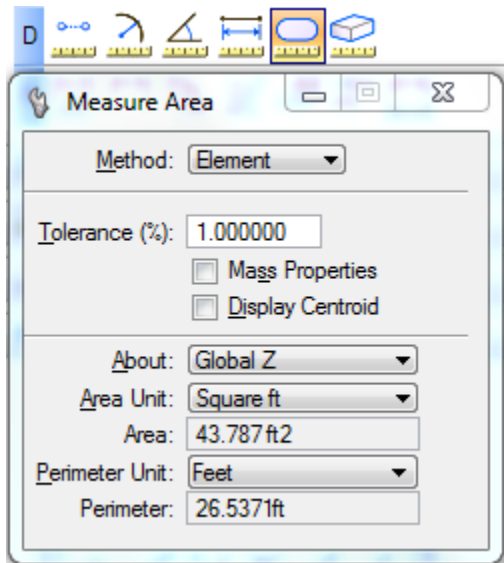 D
Measure Area
Method: Element
Tolerance (%): 1.000000
Mass Properties
Display Centroid
About: Global Z
Area Unit: Square ft
Area: 43.787 ft2
Perimeter Unit: Feet
Perimeter: 26.5371ft